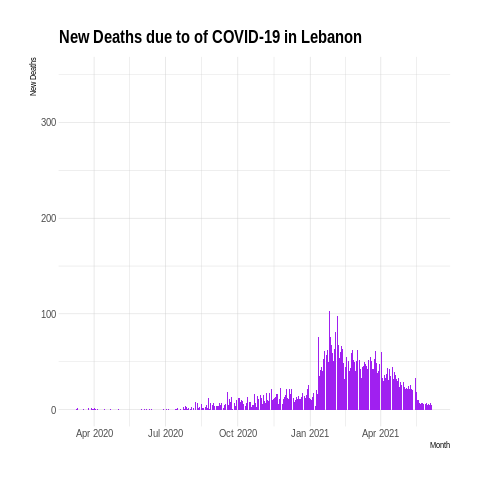 New Deaths due to of COVID-19 in Lebanon
New Deaths
300
200
100
0
Apr 2020 Jul 2020 Oct 2020 Jan 2021 Apr 2021
Month